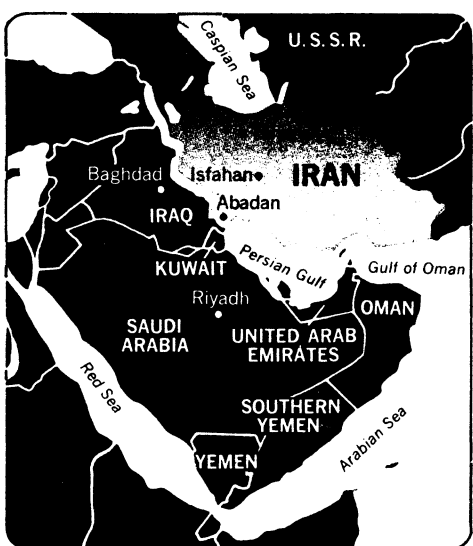 Caspian Sea
U.S.S.R.
Baghdad
Isfahan
IRAN
Abadan
IRAQ
KUWAIT
Persian Gulf
Gulf of Oman
Riyadh
OMAN
SAUDI
ARABIA
UNITED ARAB
EMIRATES
Red Sea
SOUTHERN
YEMEN
Arabian Sea
YEMEN